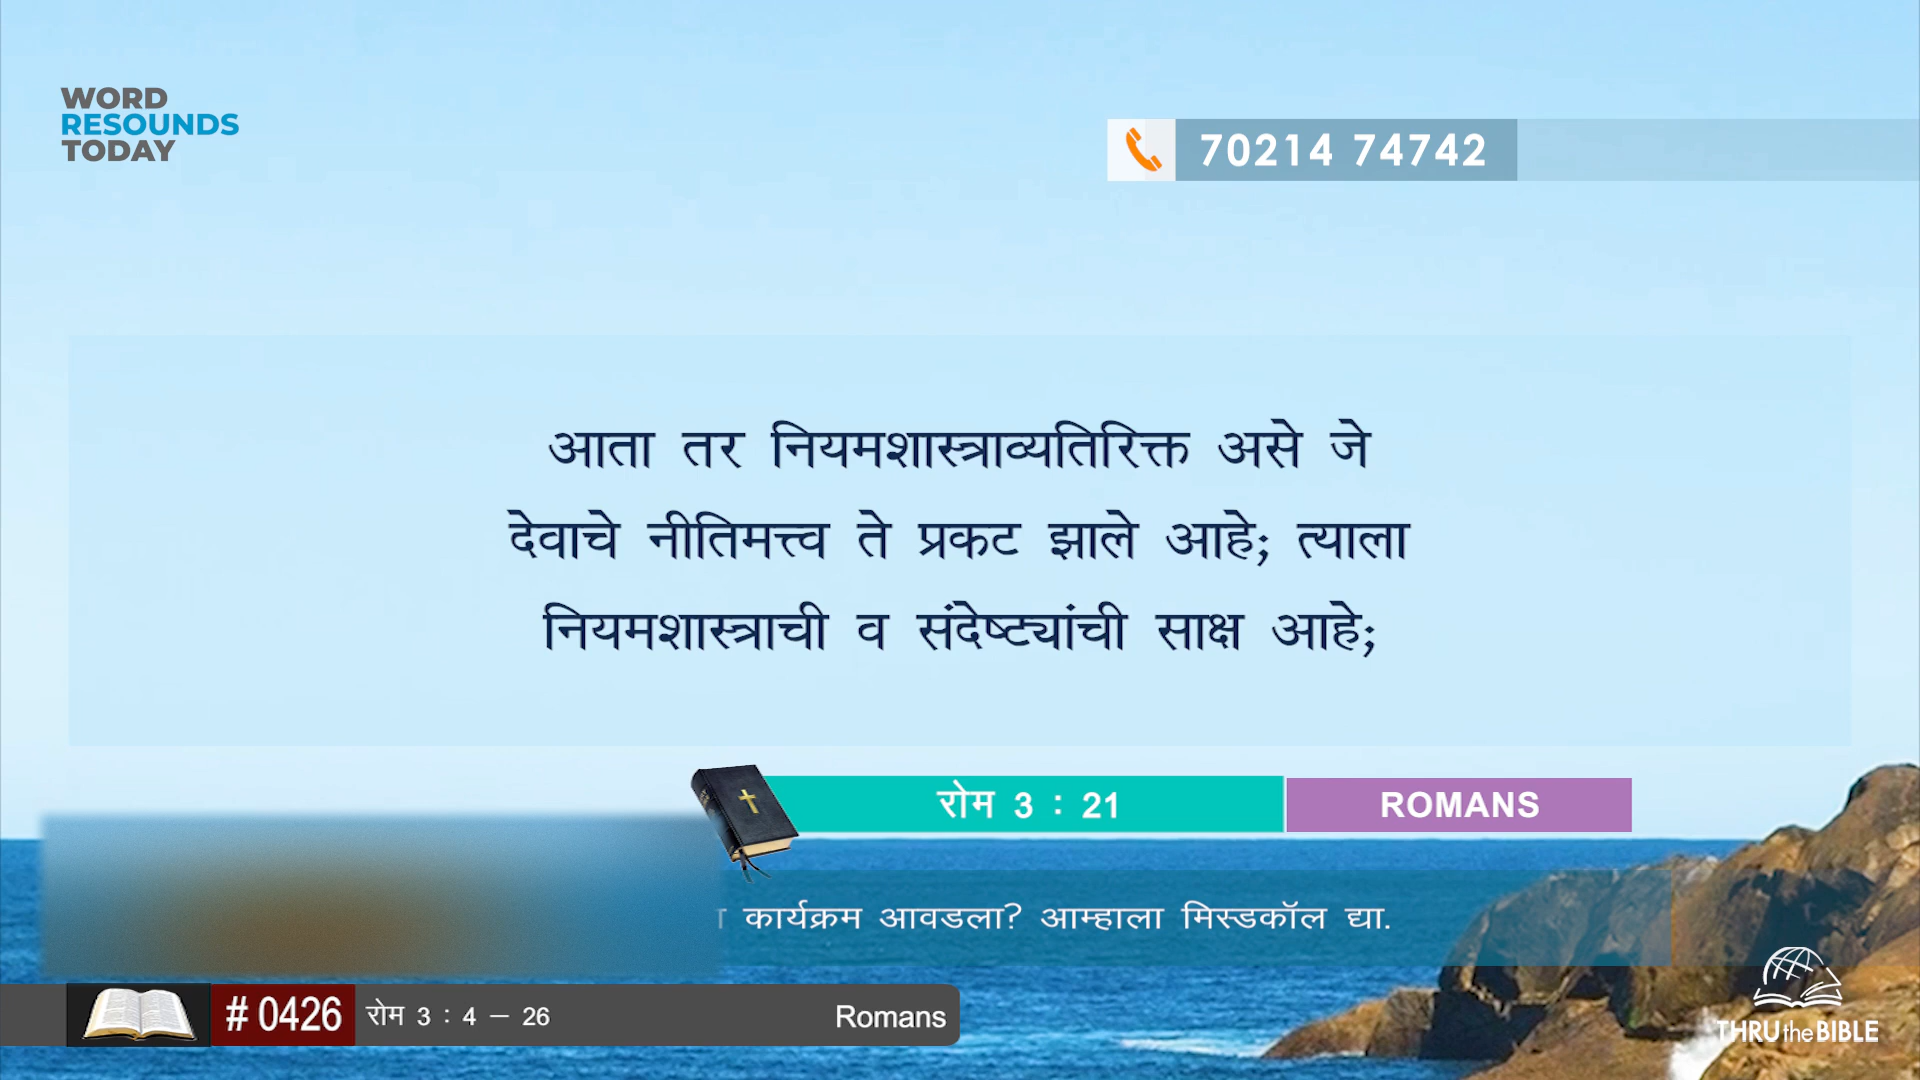 WORD
RESOUNDS
TODAY
70214 74742
आता तर नियमशास्त्राव्यतिरिक्त असे जे
देवाचे नीतिमत्त्व ते प्रकट झाले आहे; त्याला
नियमशास्त्राची व संदेष्ट्यांची साक्ष आहे;
रोम 3 : 21
ROMANS
कार्यक्रम आवडला? आम्हाला मिस्डकॉल द्या.
# 0426
रोम 3 : 4 – 26
Romans
THRU the BIBLE